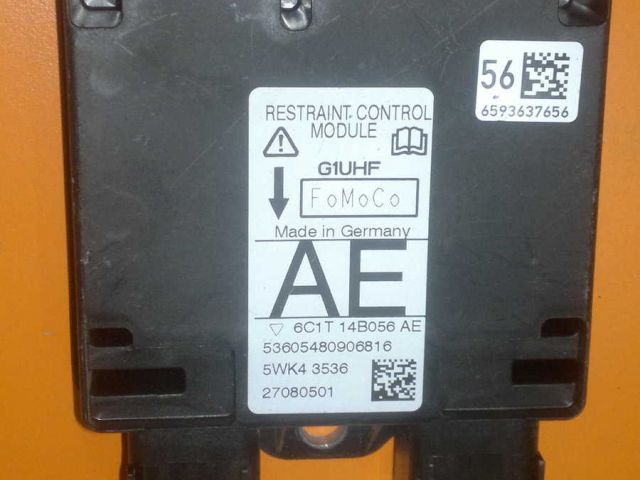 56
6593637656
RESTRAINT CONTROL
MODULE
G1UHF
FoMoCo
Made in Germany
AE
6C1T 14B056 AE
53605480906816
5WK4 3536
27080501